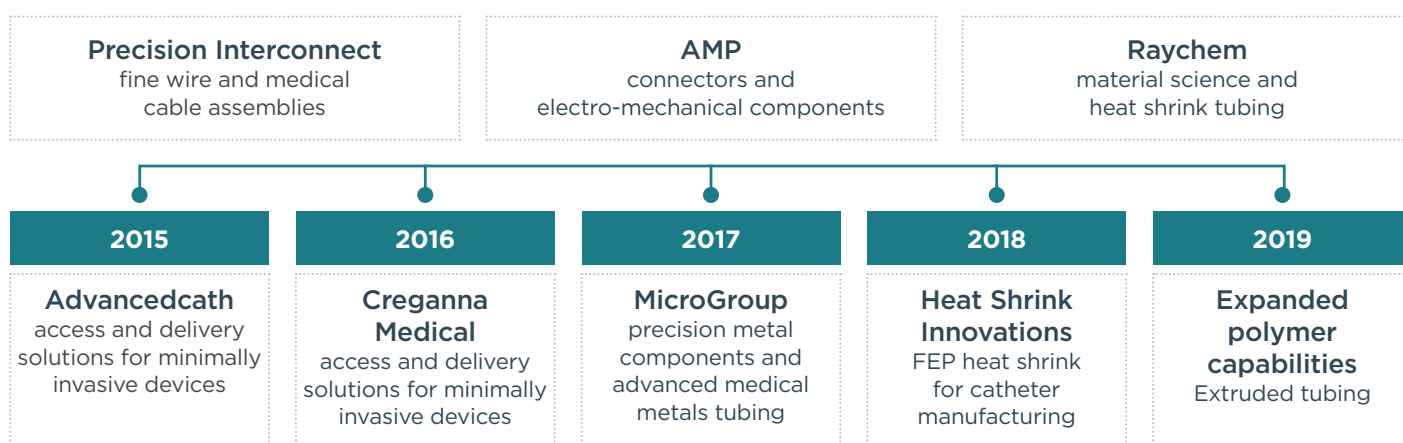 Precision Interconnect
fine wire and medical
cable assemblies
AMP
connectors and
electro-mechanical components
Raychem
material science and
heat shrink tubing
2015
Advancedcath
access and delivery
solutions for minimally
invasive devices
2016
Creganna
Medical
access and delivery
solutions for minimally
invasive devices
2017
MicroGroup
precision metal
components and
advanced medical
metals tubing
2018
Heat Shrink
Innovations
FEP heat shrink
for catheter
manufacturing
2019
Expanded
polymer
capabilities
Extruded tubing